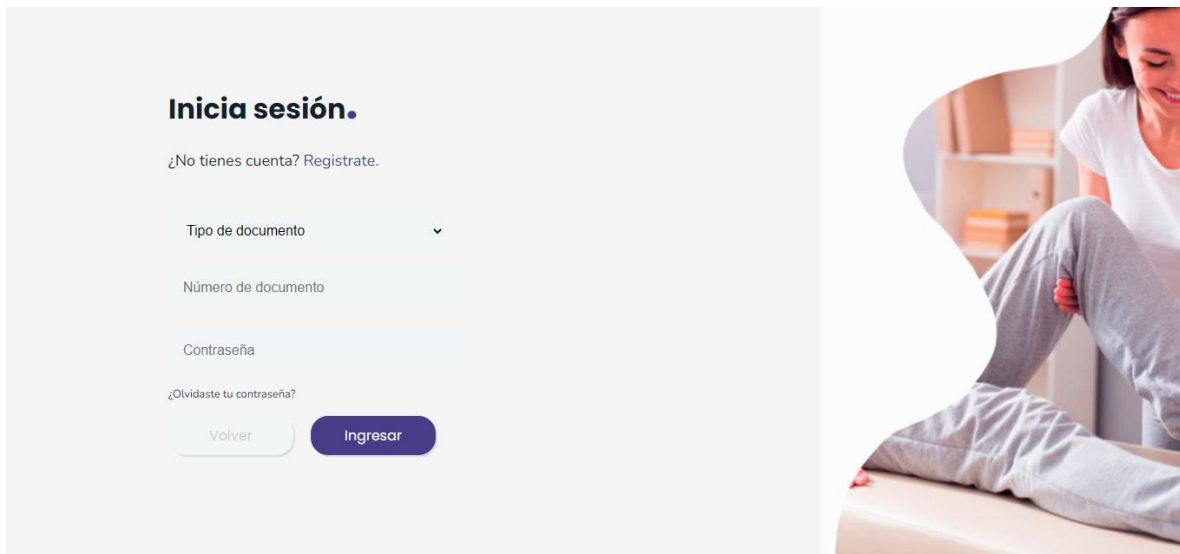 Inicia sesión.
¿No tienes cuenta? Registrate.
Tipo de documento
Número de documento
Contraseña
¿Olvidaste tu contraseña?
Volver Ingresar